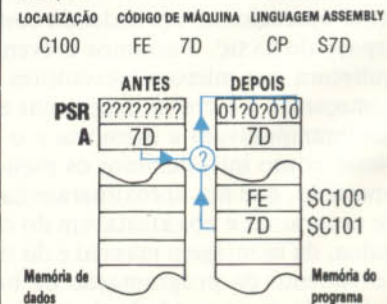 LOCALIZAÇÃO CÓDIGO DE MÁQUINA LINGUAGEM ASSEMBLY
C100 FE 7D CP $7D
ANTES DEPOIS
PSR ???????? 01?0?010
A 7D ? 7D
FE $C100
7D $C101
Memória de dados
Memória do programa